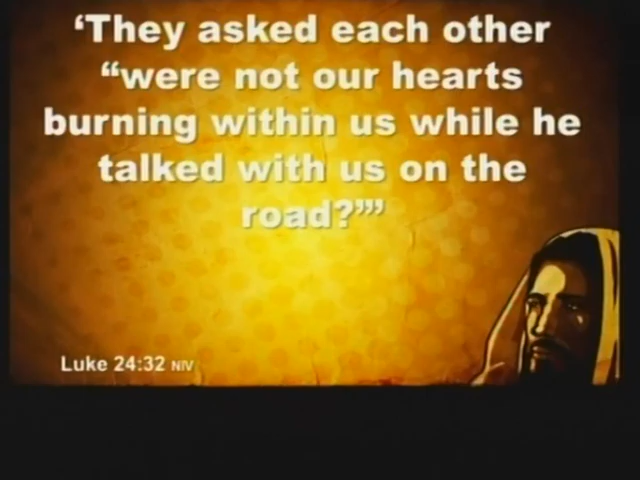 ‘They asked each other
“were not our hearts
burning within us while he
talked with us on the
road?”’
Luke 24:32 NIV